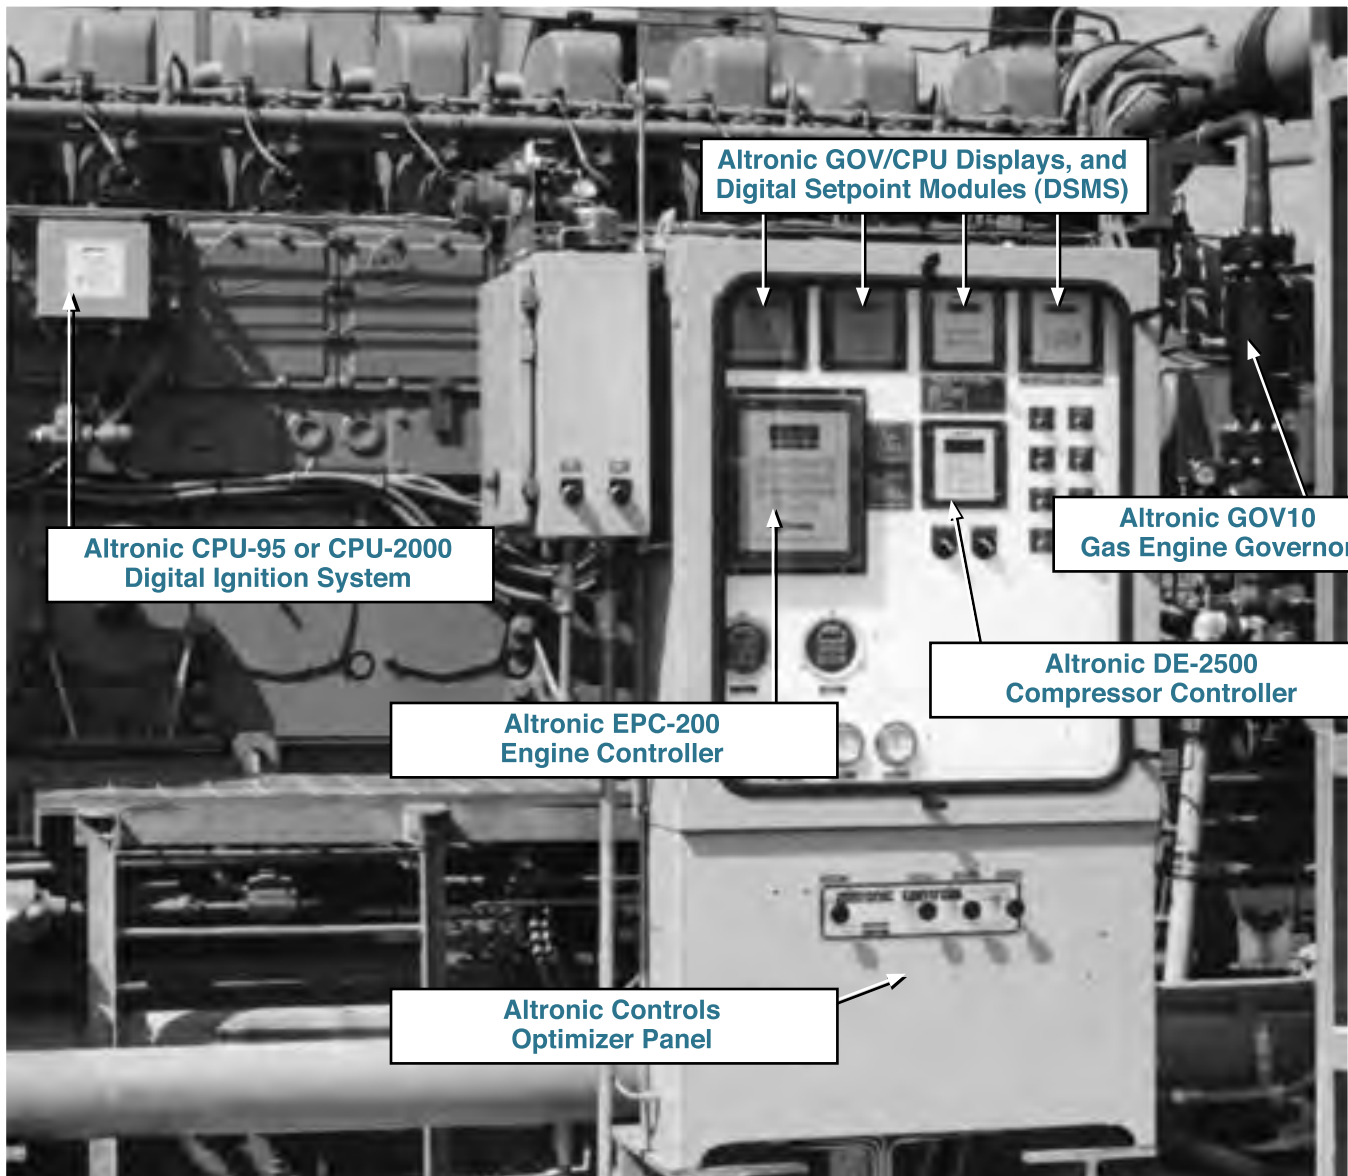 Altronic GOV/CPU Displays, and
Digital Setpoint Modules (DSMS)
Altronic CPU-95 or CPU-2000
Digital Ignition System
Altronic GOV10
Gas Engine Governor
Altronic DE-2500
Compressor Controller
Altronic EPC-200
Engine Controller
Altronic Controls
Optimizer Panel